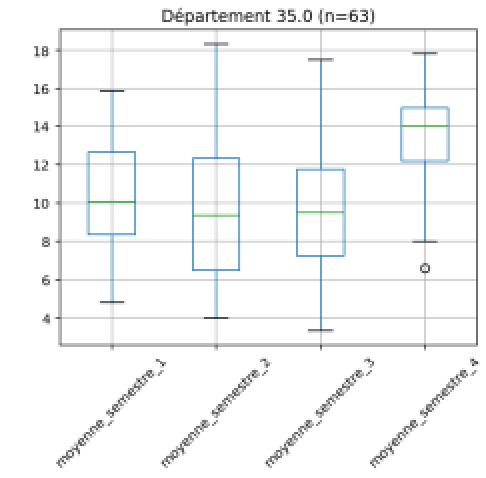 Département 35.0 (n=63)
18
16
14
12
10
8
6
4
moyenne_semestre_1
moyenne_semestre_2
moyenne_semestre_3
moyenne_semestre_4